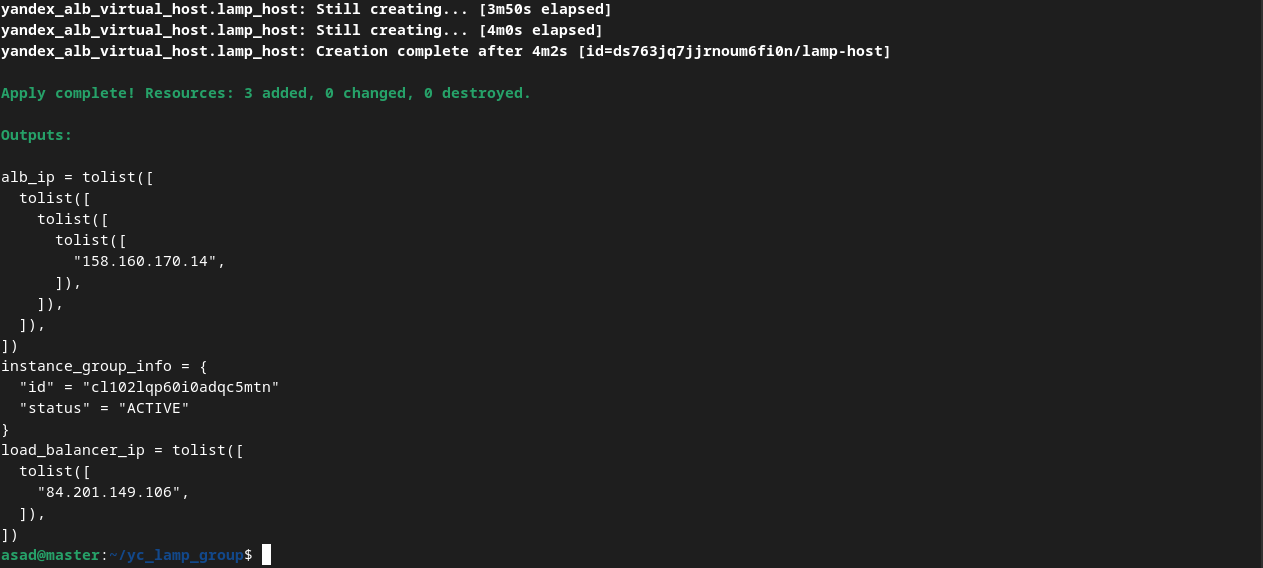 yandex_alb_virtual_host.lamp_host: Still creating... [3m50s elapsed]
yandex_alb_virtual_host.lamp_host: Still creating... [4m0s elapsed]
yandex_alb_virtual_host.lamp_host: Creation complete after 4m2s [id=ds763jq7jjrnoum6fi0n/lamp-host]

Apply complete! Resources: 3 added, 0 changed, 0 destroyed.

Outputs:

alb_ip = tolist([
  tolist([
    tolist([
      tolist([
        "158.160.170.14",
      ]),
    ]),
  ]),
])
instance_group_info = {
  "id" = "cl102lqp60i0adqc5mtn"
  "status" = "ACTIVE"
}
load_balancer_ip = tolist([
  tolist([
    "84.201.149.106",
  ]),
])
asad@master:~/yc_lamp_group$